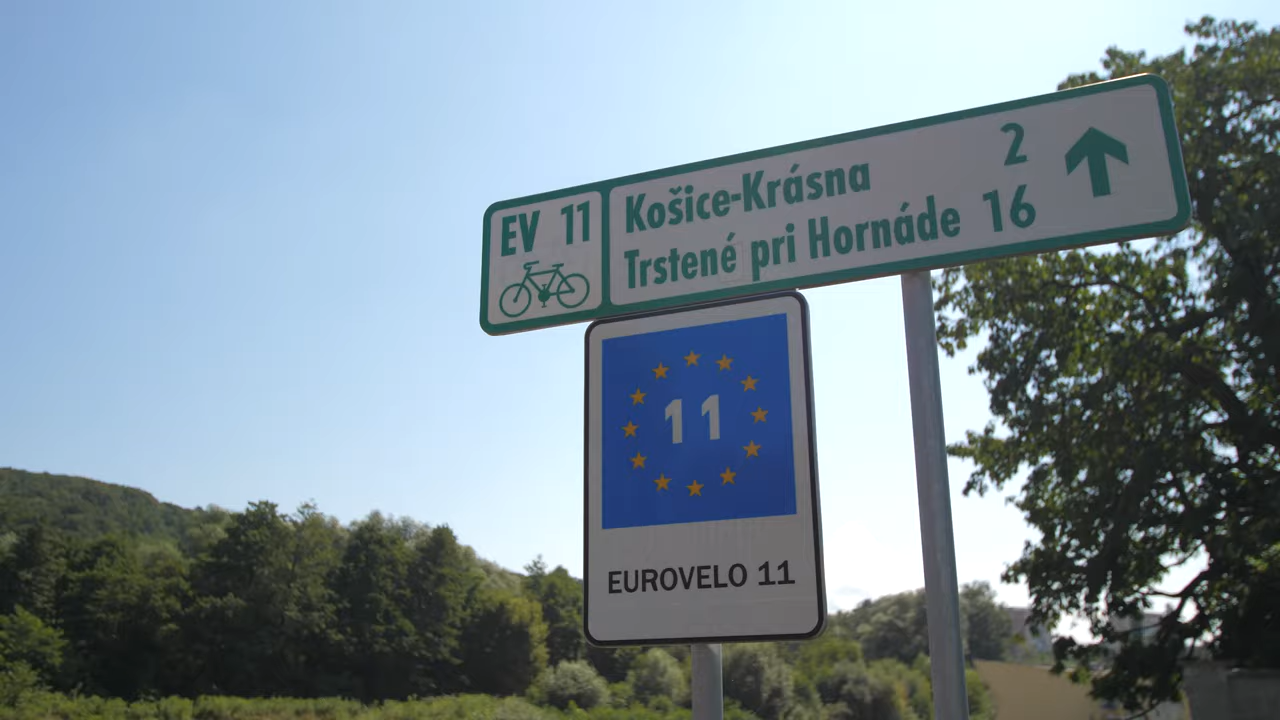 EV 11
Košice-Krásna 2
Trstené pri Hornáde 16
11
EUROVELO 11